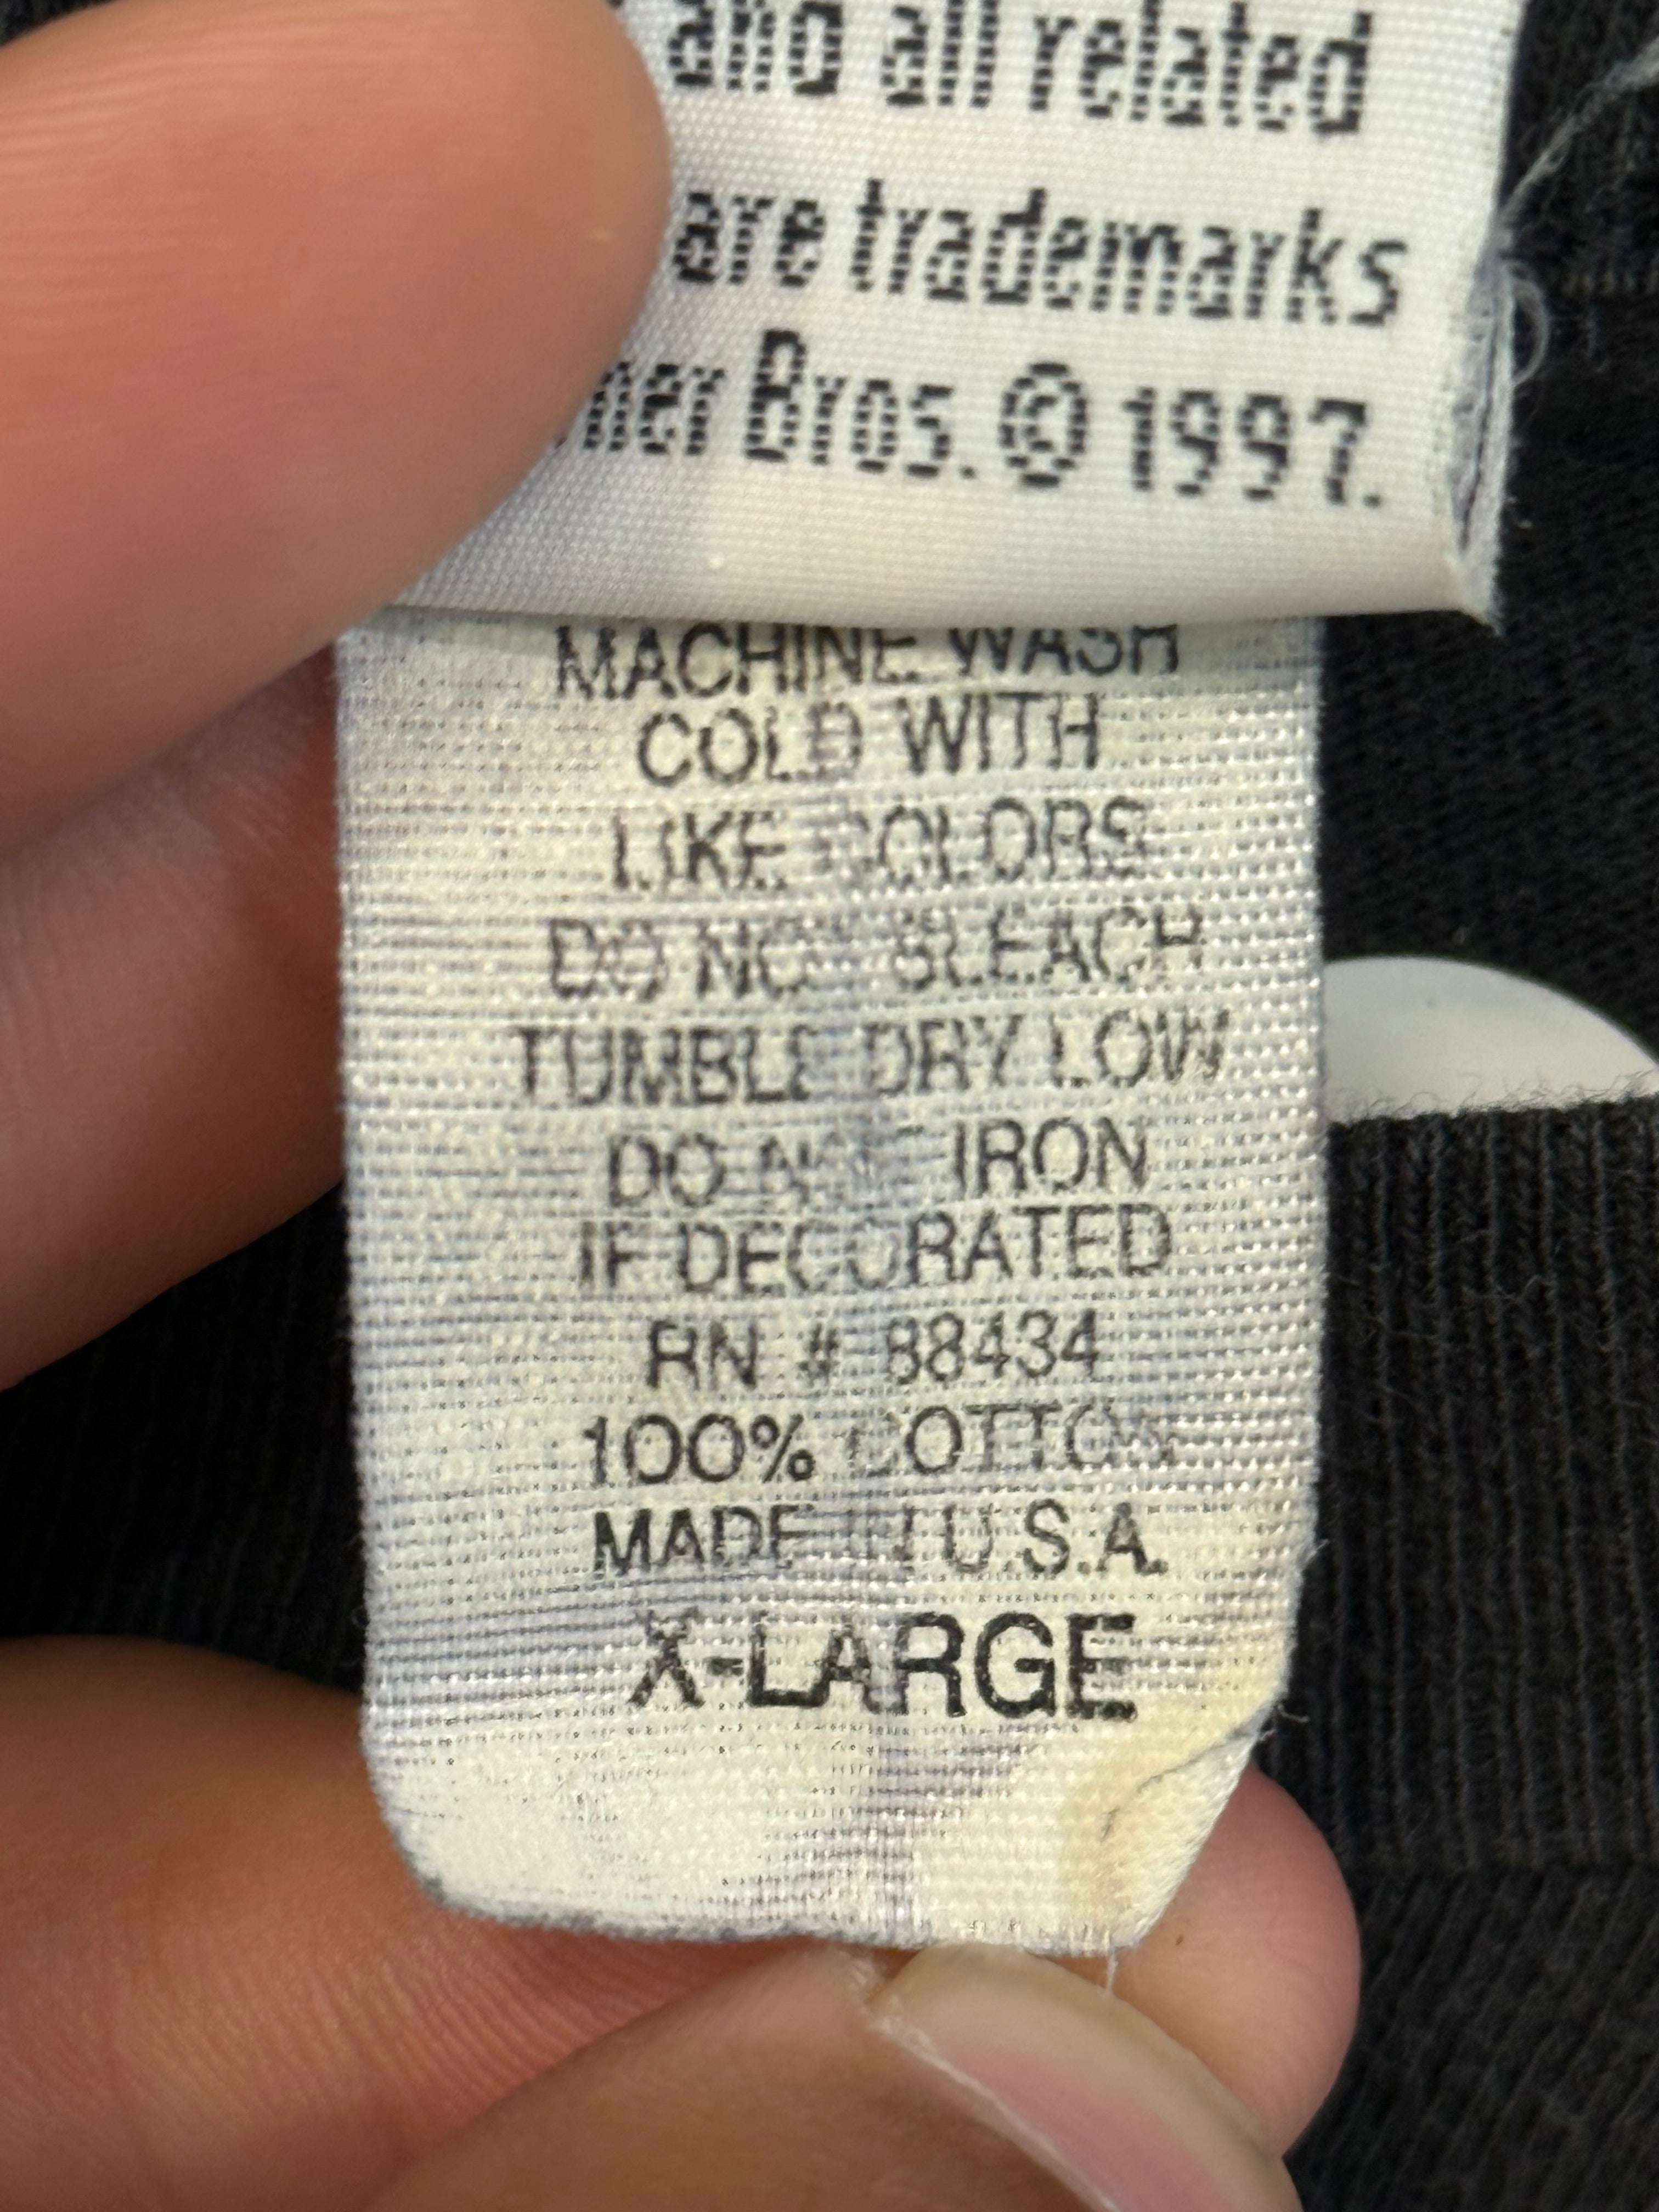 and all related
are trademarks
ner Bros. © 1997.
MACHINE WASH
COLD WITH
LIKE COLORS
DO NOT BLEACH
TUMBLE DRY LOW
DO NOT IRON
IF DECORATED
RN # 88434
100% COTTON
MADE IN U.S.A.
X-LARGE